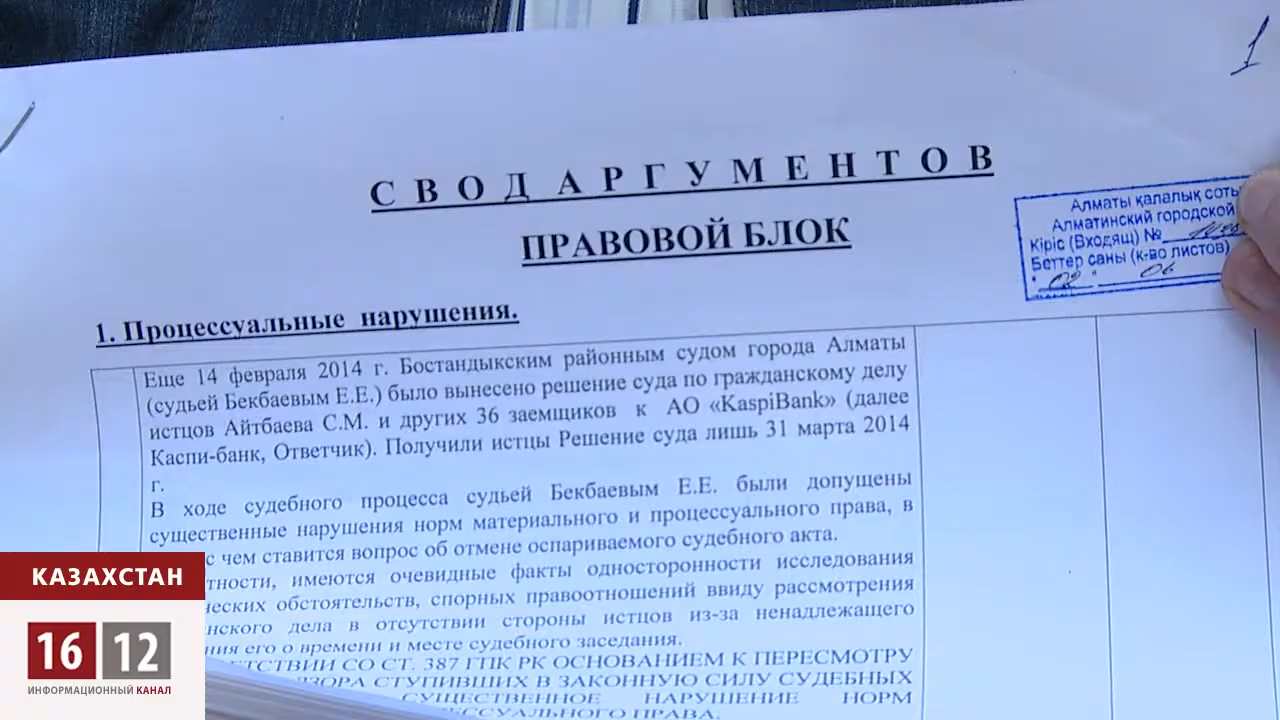 1
С В О Д А Р Г У М Е Н Т О В
ПРАВОВОЙ БЛОК
Алматы қалалық соты
Алматинский городской
Кіріс (Входящ) №
Беттер саны (к-во листов)
"02" 06
1. Процессуальные нарушения.
Еще 14 февраля 2014 г. Бостандыкским районным судом города Алматы
(судьей Бекбаевым Е.Е.) было вынесено решение суда по гражданскому делу
истцов Айтбаева С.М. и других 36 заемщиков к АО «KaspiBank» (далее
Каспи-банк, Ответчик). Получили истцы Решение суда лишь 31 марта 2014
г.
В ходе судебного процесса судьей Бекбаевым Е.Е. были допущены
существенные нарушения норм материального и процессуального права, в
с чем ставится вопрос об отмене оспариваемого судебного акта.
имеются очевидные факты односторонности исследования
обстоятельств, спорных правоотношений ввиду рассмотрения
дела в отсутствии стороны истцов из-за ненадлежащего
его о времени и месте судебного заседания.
СО СТ. 387 ГПК РК ОСНОВАНИЕМ К ПЕРЕСМОТРУ
СТУПИВШИХ В ЗАКОННУЮ СИЛУ СУДЕБНЫХ
НАРУШЕНИЕ НОРМ
ПРАВА.
КАЗАХСТАН
16 12
ИНФОРМАЦИОННЫЙ КАНАЛ